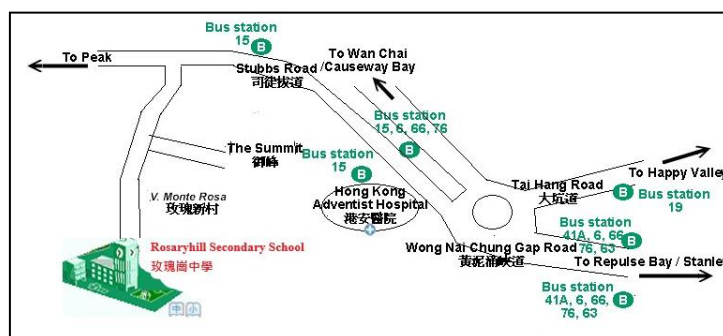 Bus station
15
B
To Peak
To Wan Chai
/Causeway Bay
Stubbs Road
司徒拔道
Bus station
15, 6, 66, 76
B
The Summit
御峰
Bus station
15
B
To Happy Valley
Tai Hang Road
大坑道
B
Bus station
19
V. Monte Rosa
玫瑰新村
Hong Kong
Adventist Hospital
港安醫院
Bus station
41A, 6, 66,
76, 63
B
Rosaryhill Secondary School
玫瑰崗中學
Wong Nai Chung Gap Road
黃泥涌峽道
To Repulse Bay / Stanley
中 小
Bus station
41A, 6, 66,
76, 63
B